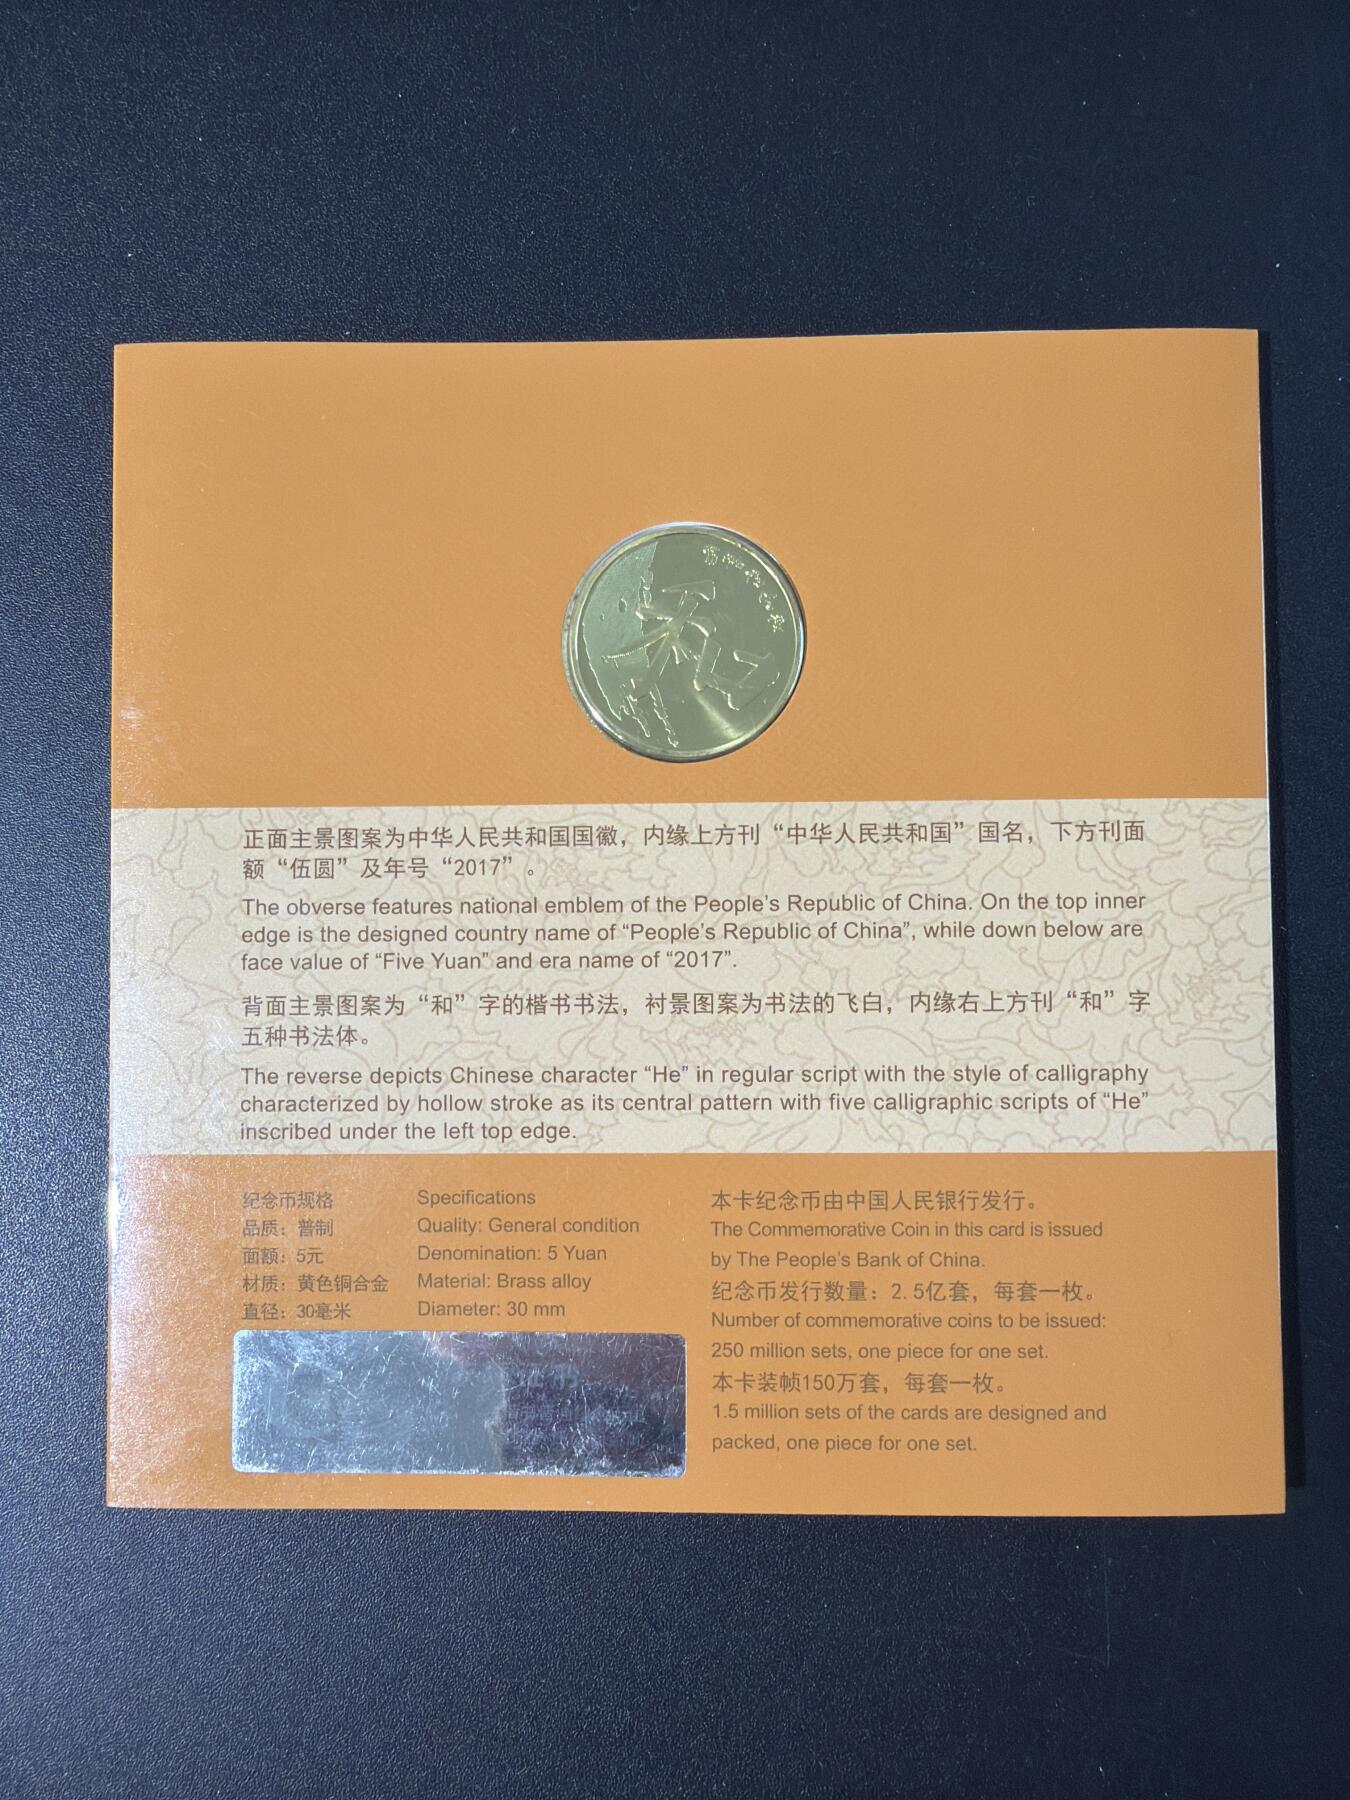 和
正面主景图案为中华人民共和国国徽，内缘上方刊“中华人民共和国”国名，下方刊面
额“伍圆”及年号“2017”。
The obverse features national emblem of the People's Republic of China. On the top inner
edge is the designed country name of “People's Republic of China”, while down below are
face value of “Five Yuan” and era name of “2017”.
背面主景图案为“和”字的楷书书法，衬景图案为书法的飞白，内缘右上方刊“和”字
五种书法体。
The reverse depicts Chinese character “He” in regular script with the style of calligraphy
characterized by hollow stroke as its central pattern with five calligraphic scripts of “He”
inscribed under the left top edge.
纪念币规格
品质：普制
面额：5元
材质：黄色铜合金
直径：30毫米
Specifications
Quality: General condition
Denomination: 5 Yuan
Material: Brass alloy
Diameter: 30 mm
本卡纪念币由中国人民银行发行。
The Commemorative Coin in this card is issued
by The People's Bank of China.
纪念币发行数量：2.5亿套，每套一枚。
Number of commemorative coins to be issued:
250 million sets, one piece for one set.
本卡装帧150万套，每套一枚。
1.5 million sets of the cards are designed and
packed, one piece for one set.